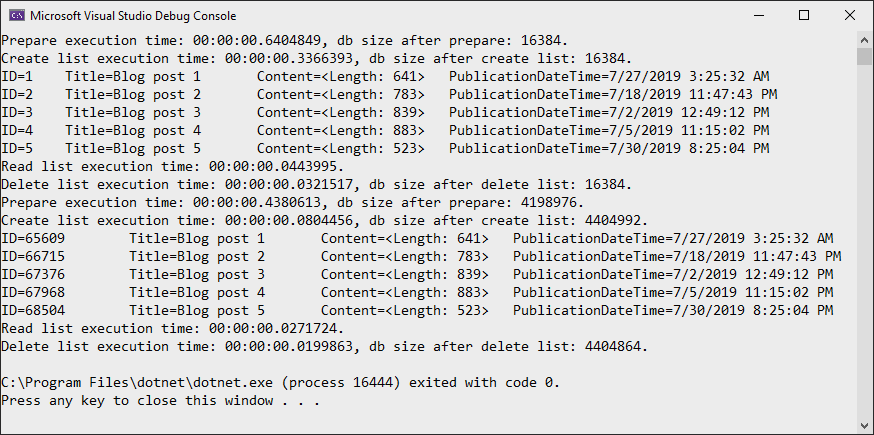 Microsoft Visual Studio Debug Console
Prepare execution time: 00:00:00.6404849, db size after prepare: 16384.
Create list execution time: 00:00:00.3366393, db size after create list: 16384.
ID=1    Title=Blog post 1       Content=<Length: 641>   PublicationDateTime=7/27/2019 3:25:32 AM
ID=2    Title=Blog post 2       Content=<Length: 783>   PublicationDateTime=7/18/2019 11:47:43 PM
ID=3    Title=Blog post 3       Content=<Length: 839>   PublicationDateTime=7/2/2019 12:49:12 PM
ID=4    Title=Blog post 4       Content=<Length: 883>   PublicationDateTime=7/5/2019 11:15:02 PM
ID=5    Title=Blog post 5       Content=<Length: 523>   PublicationDateTime=7/30/2019 8:25:04 PM
Read list execution time: 00:00:00.0443995.
Delete list execution time: 00:00:00.0321517, db size after delete list: 16384.
Prepare execution time: 00:00:00.4380613, db size after prepare: 4198976.
Create list execution time: 00:00:00.0804456, db size after create list: 4404992.
ID=65609        Title=Blog post 1       Content=<Length: 641>   PublicationDateTime=7/27/2019 3:25:32 AM
ID=66715        Title=Blog post 2       Content=<Length: 783>   PublicationDateTime=7/18/2019 11:47:43 PM
ID=67376        Title=Blog post 3       Content=<Length: 839>   PublicationDateTime=7/2/2019 12:49:12 PM
ID=67968        Title=Blog post 4       Content=<Length: 883>   PublicationDateTime=7/5/2019 11:15:02 PM
ID=68504        Title=Blog post 5       Content=<Length: 523>   PublicationDateTime=7/30/2019 8:25:04 PM
Read list execution time: 00:00:00.0271724.
Delete list execution time: 00:00:00.0199863, db size after delete list: 4404864.
C:\Program Files\dotnet\dotnet.exe (process 16444) exited with code 0.
Press any key to close this window . . .